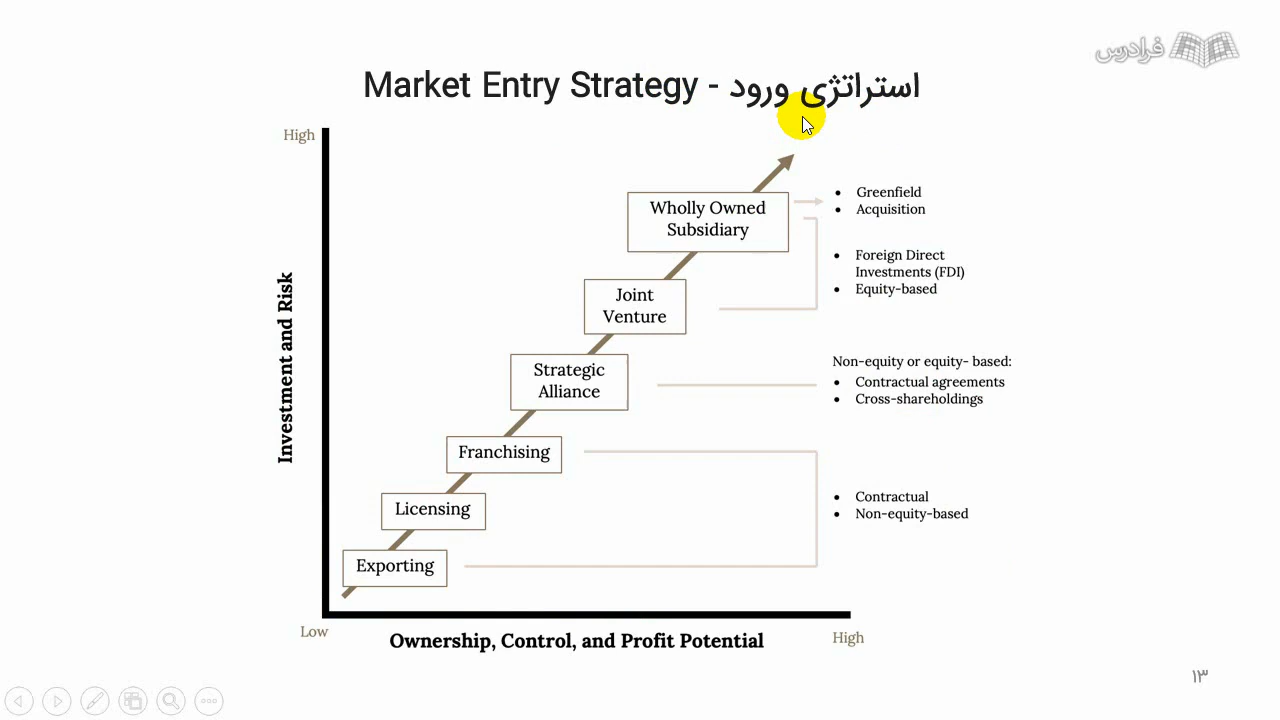 فرادرس
استراتژی ورود - Market Entry Strategy
High
Wholly Owned
Subsidiary
Greenfield
Acquisition
Foreign Direct
Investments (FDI)
Equity-based
Joint
Venture
Strategic
Alliance
Non-equity or equity- based:
Contractual agreements
Cross-shareholdings
Franchising
Licensing
Contractual
Non-equity-based
Exporting
Investment and Risk
Low
Ownership, Control, and Profit Potential
High
۱۳